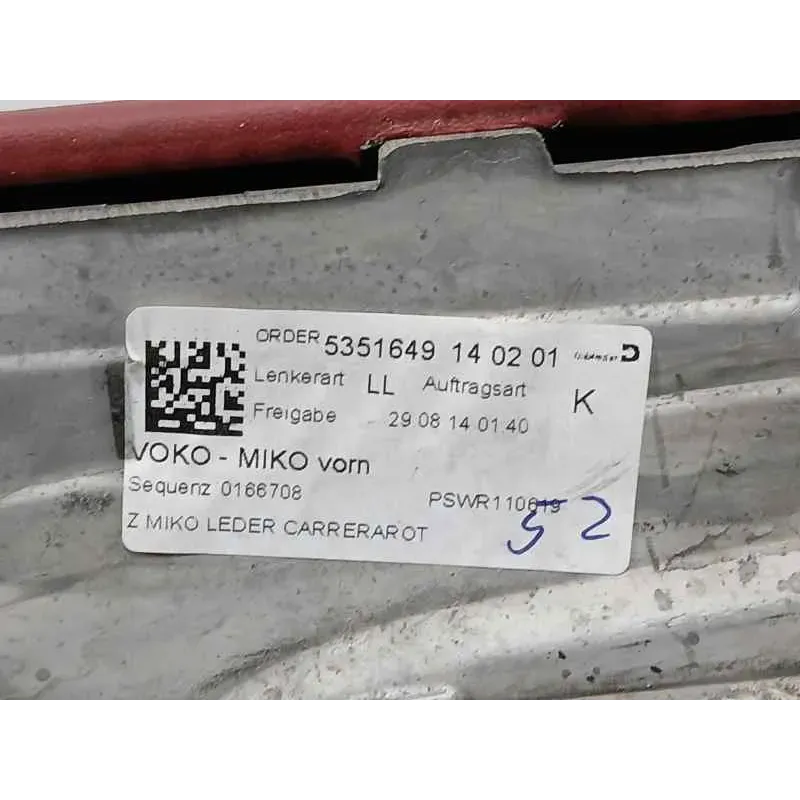 ORDER 5351649 14 02 01
Lenkerart LL Auftragsart K
Freigabe 29 08 14 01 40
VOKO - MIKO vorn
Sequenz 0166708 PSWR110619
52
Z MIKO LEDER CARRERAROT